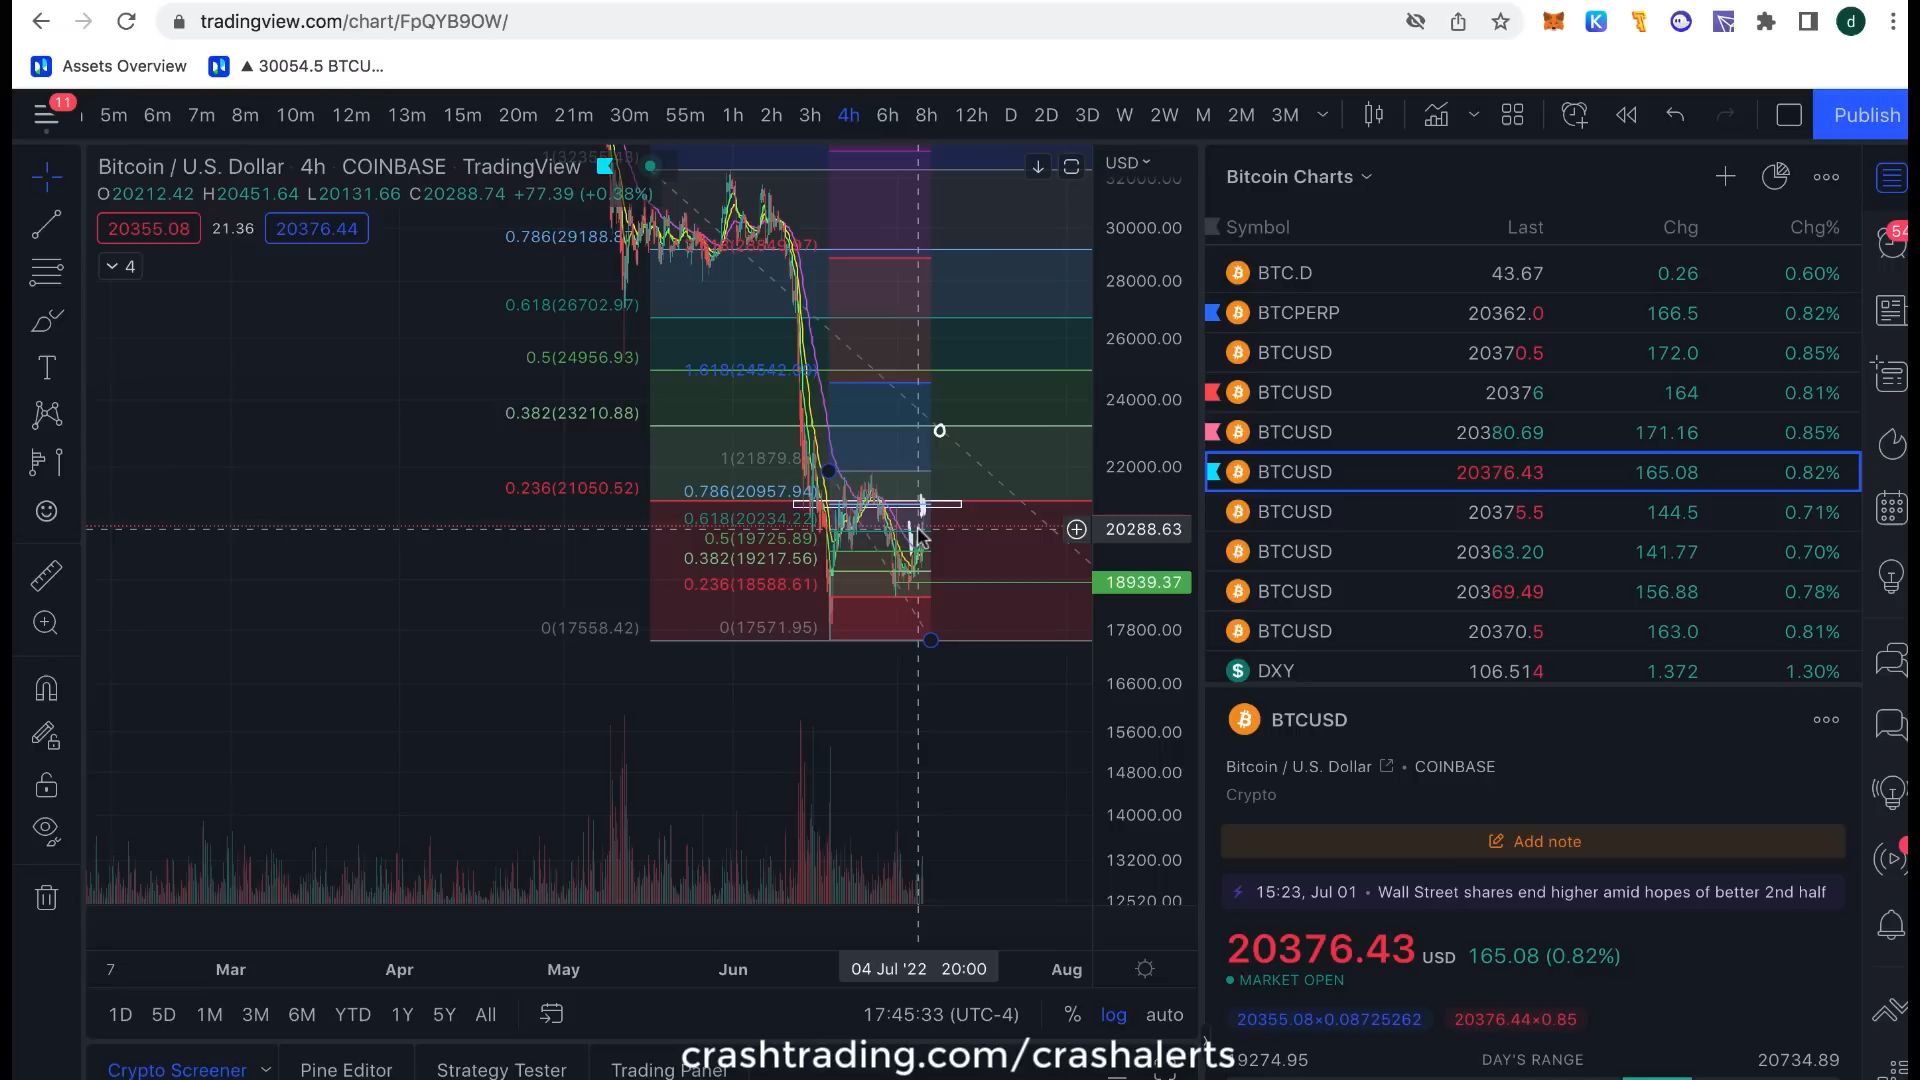 tradingview.com/chart/FpQYB9OW/
d
Assets Overview
▲ 30054.5 BTCU...
11
5m 6m 7m 8m 10m 12m 13m 15m 20m 21m 30m 55m 1h 2h 3h 4h 6h 8h 12h D 2D 3D W 2W M 2M 3M
Publish
Bitcoin / U.S. Dollar 4h COINBASE TradingView
O20212.42 H20451.64 L20131.66 C20288.74 +77.39 (+0.38%)
20355.08 21.36 20376.44
4
USD
32000.00
30000.00
28000.00
26000.00
24000.00
22000.00
20288.63
18939.37
17800.00
16600.00
15600.00
14800.00
14000.00
13200.00
12520.00
0.618(26702.97)
0.5(24956.93)
0.382(23210.88)
0.236(21050.52)
0(17558.42)
0.786(20957.94)
0.618(20234.22)
0.5(19725.89)
0.382(19217.56)
0.236(18588.61)
0(17571.95)
7 Mar Apr May Jun 04 Jul '22 20:00 Aug
1D 5D 1M 3M 6M YTD 1Y 5Y All
17:45:33 (UTC-4) % log auto
Crypto Screener Pine Editor Strategy Tester Trading Panel
Bitcoin Charts
Symbol Last Chg Chg%
BTC.D 43.67 0.26 0.60%
BTCPERP 20362.0 166.5 0.82%
BTCUSD 20370.5 172.0 0.85%
BTCUSD 20376 164 0.81%
BTCUSD 20380.69 171.16 0.85%
BTCUSD 20376.43 165.08 0.82%
BTCUSD 20375.5 144.5 0.71%
BTCUSD 20363.20 141.77 0.70%
BTCUSD 20369.49 156.88 0.78%
BTCUSD 20370.5 163.0 0.81%
DXY 106.514 1.372 1.30%
BTCUSD
Bitcoin / U.S. Dollar • COINBASE
Crypto
Add note
15:23, Jul 01 • Wall Street shares end higher amid hopes of better 2nd half
20376.43 USD 165.08 (0.82%)
MARKET OPEN
20355.08×0.08725262 20376.44×0.85
9274.95 DAY'S RANGE 20734.89
crashtrading.com/crashalerts